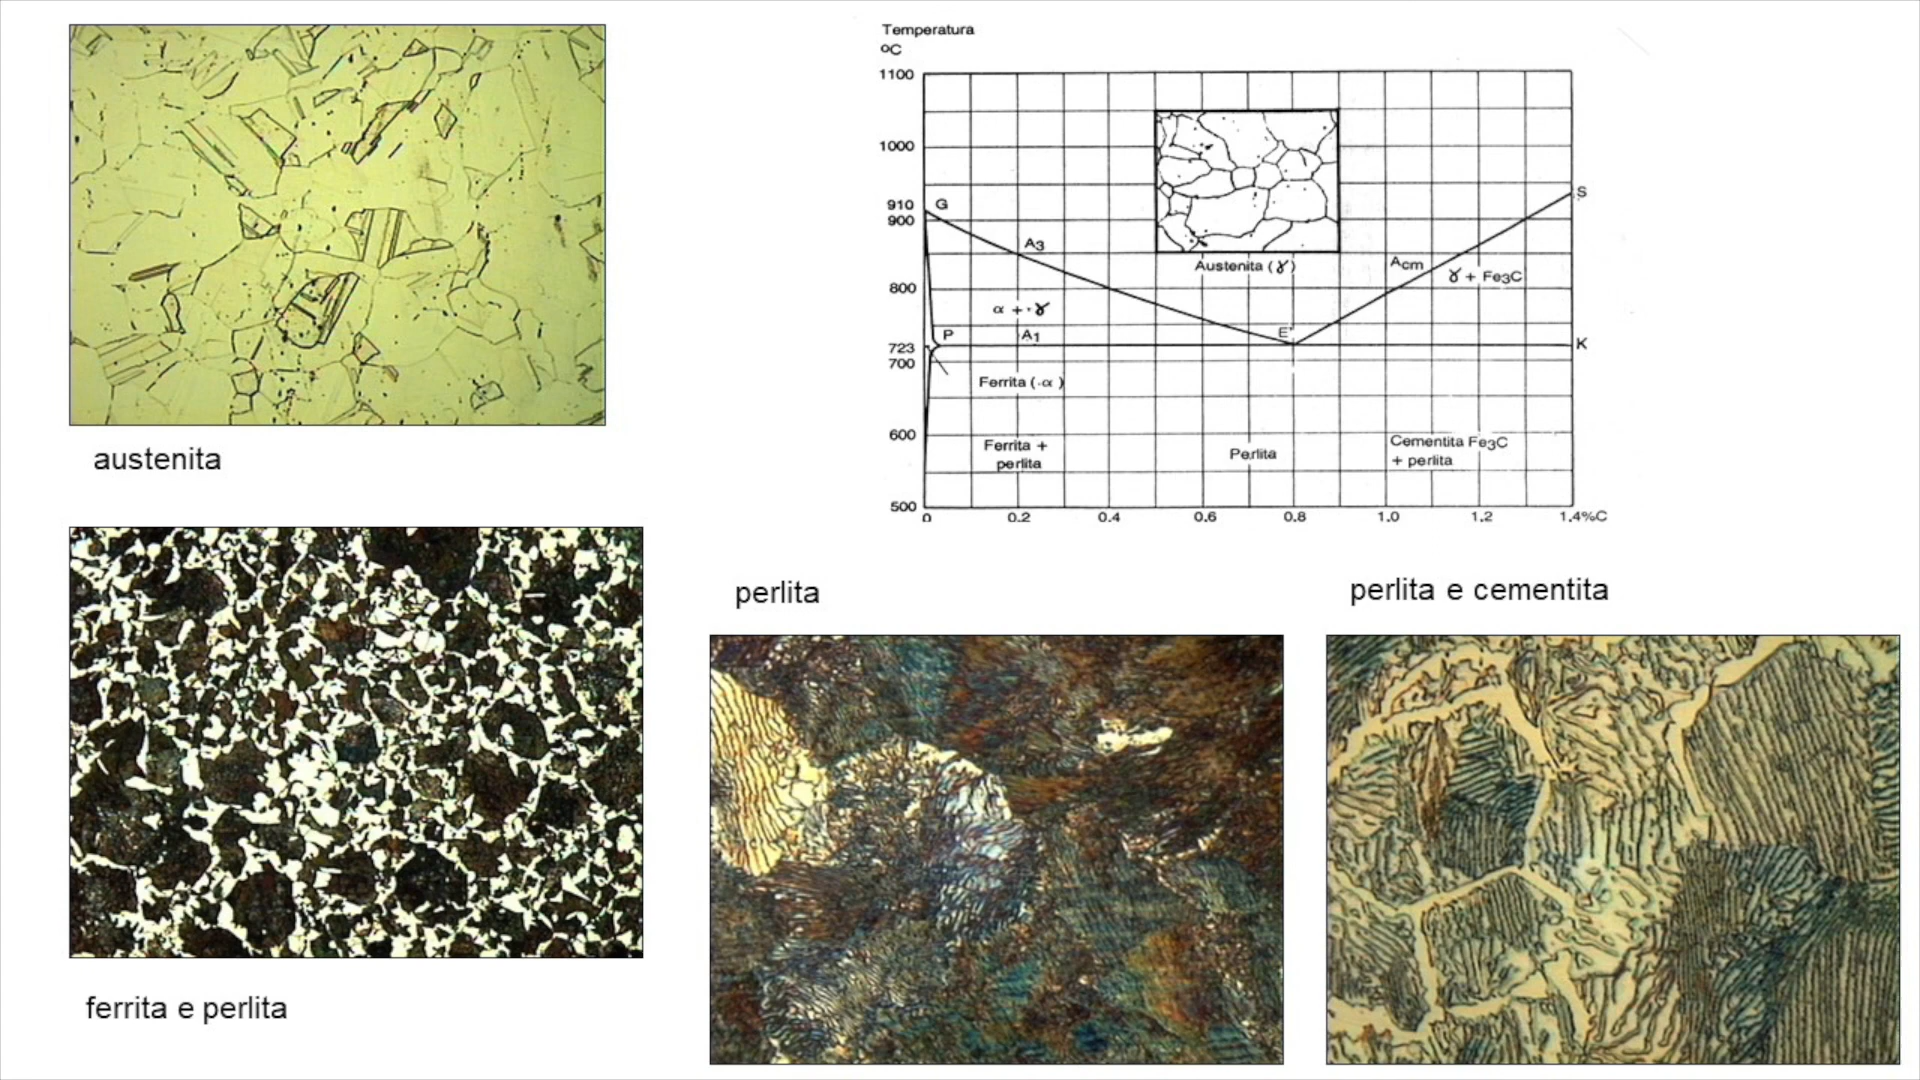 austenita
ferrita e perlita
Temperatura
ºC
1100
1000
910
900
800
723
700
600
500
0
0.2
0.4
0.6
0.8
1.0
1.2
1.4%C
G
A3
Austenita (γ)
Acm
γ + Fe3C
S
α + γ
P
A1
E'
K
Ferrita (α)
Ferrita +
perlita
Perlita
Cementita Fe3C
+ perlita
perlita
perlita e cementita